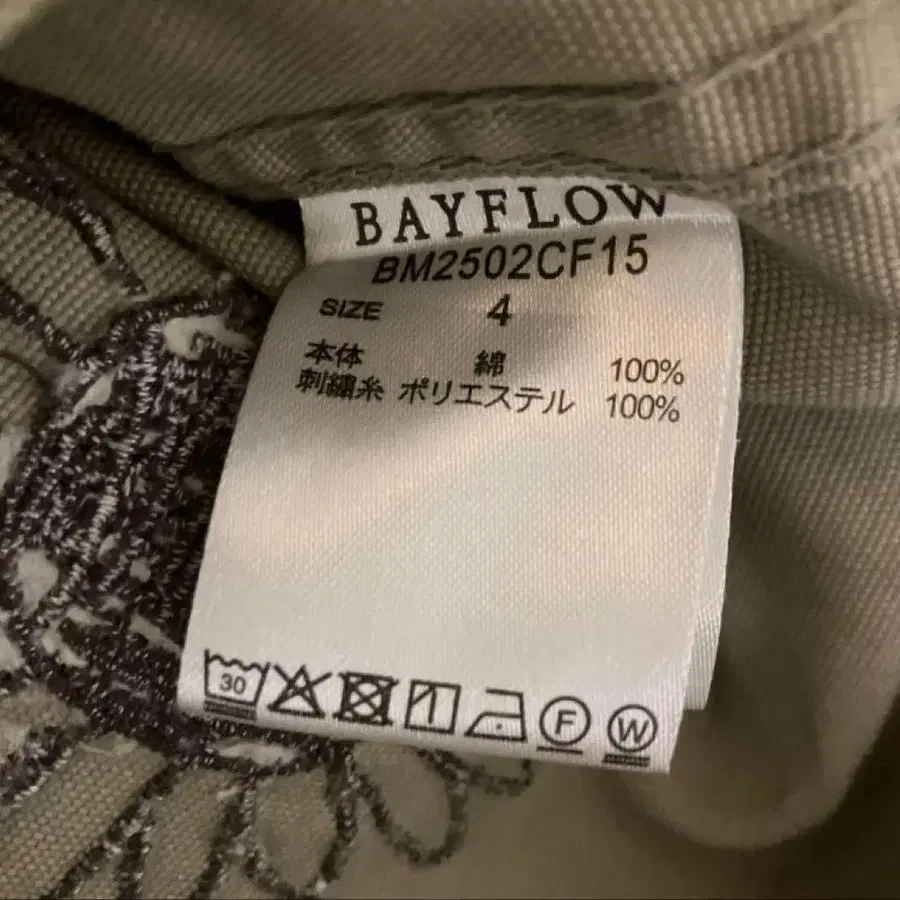 BAYFLOW
BM2502CF15
SIZE 4
本体 綿 100%
刺繍糸 ポリエステル 100%
30 F W